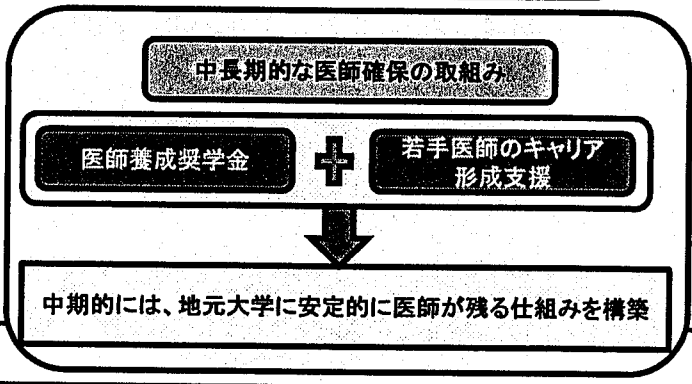 中長期的な医師確保の取組み
医師養成奨学金
+
若手医師のキャリア
形成支援
中期的には、地元大学に安定的に医師が残る仕組みを構築